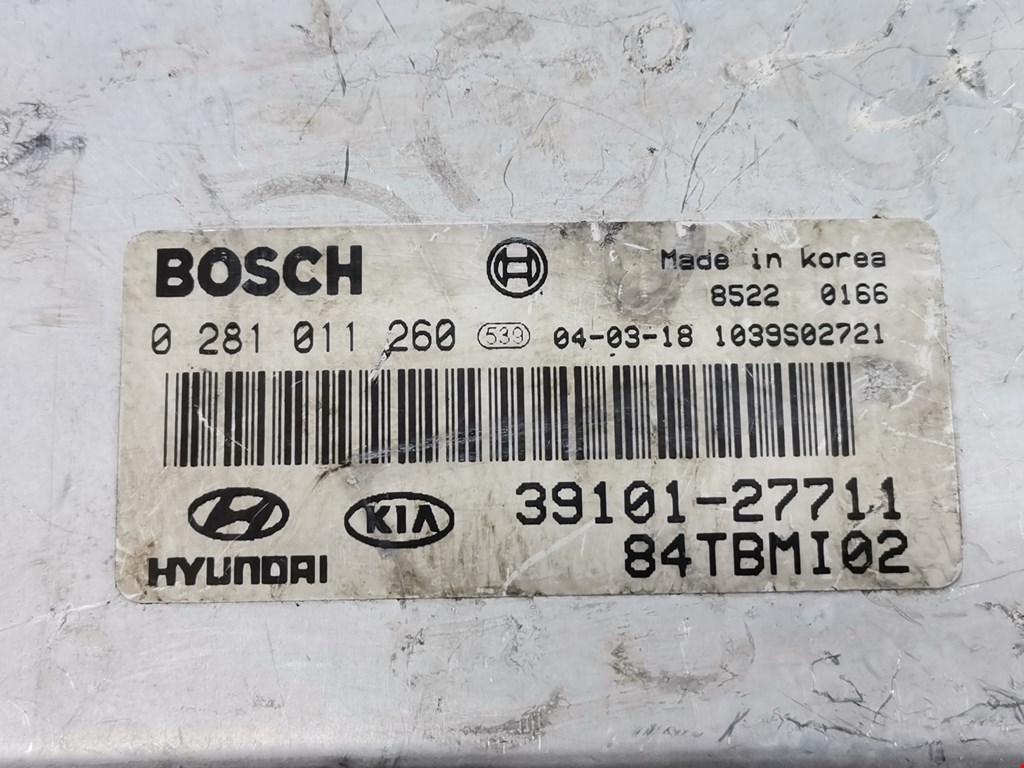 BOSCH
Made in korea
8522 0166
0 281 011 260 539 04-03-18 1039S02721
39101-27711
KIA
HYUNDAI
84TBMI02